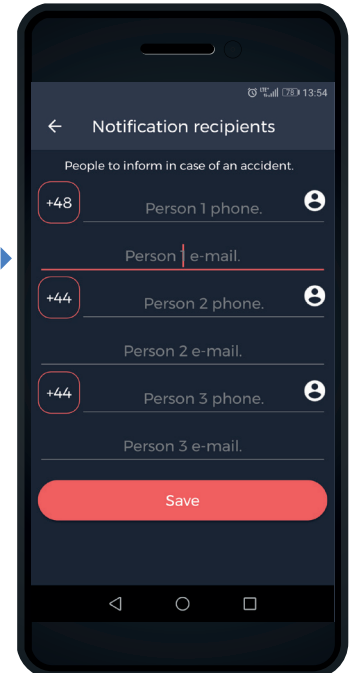 78 13:54
Notification recipients
People to inform in case of an accident.
+48 Person 1 phone.
Person 1 e-mail.
+44 Person 2 phone.
Person 2 e-mail.
+44 Person 3 phone.
Person 3 e-mail.
Save